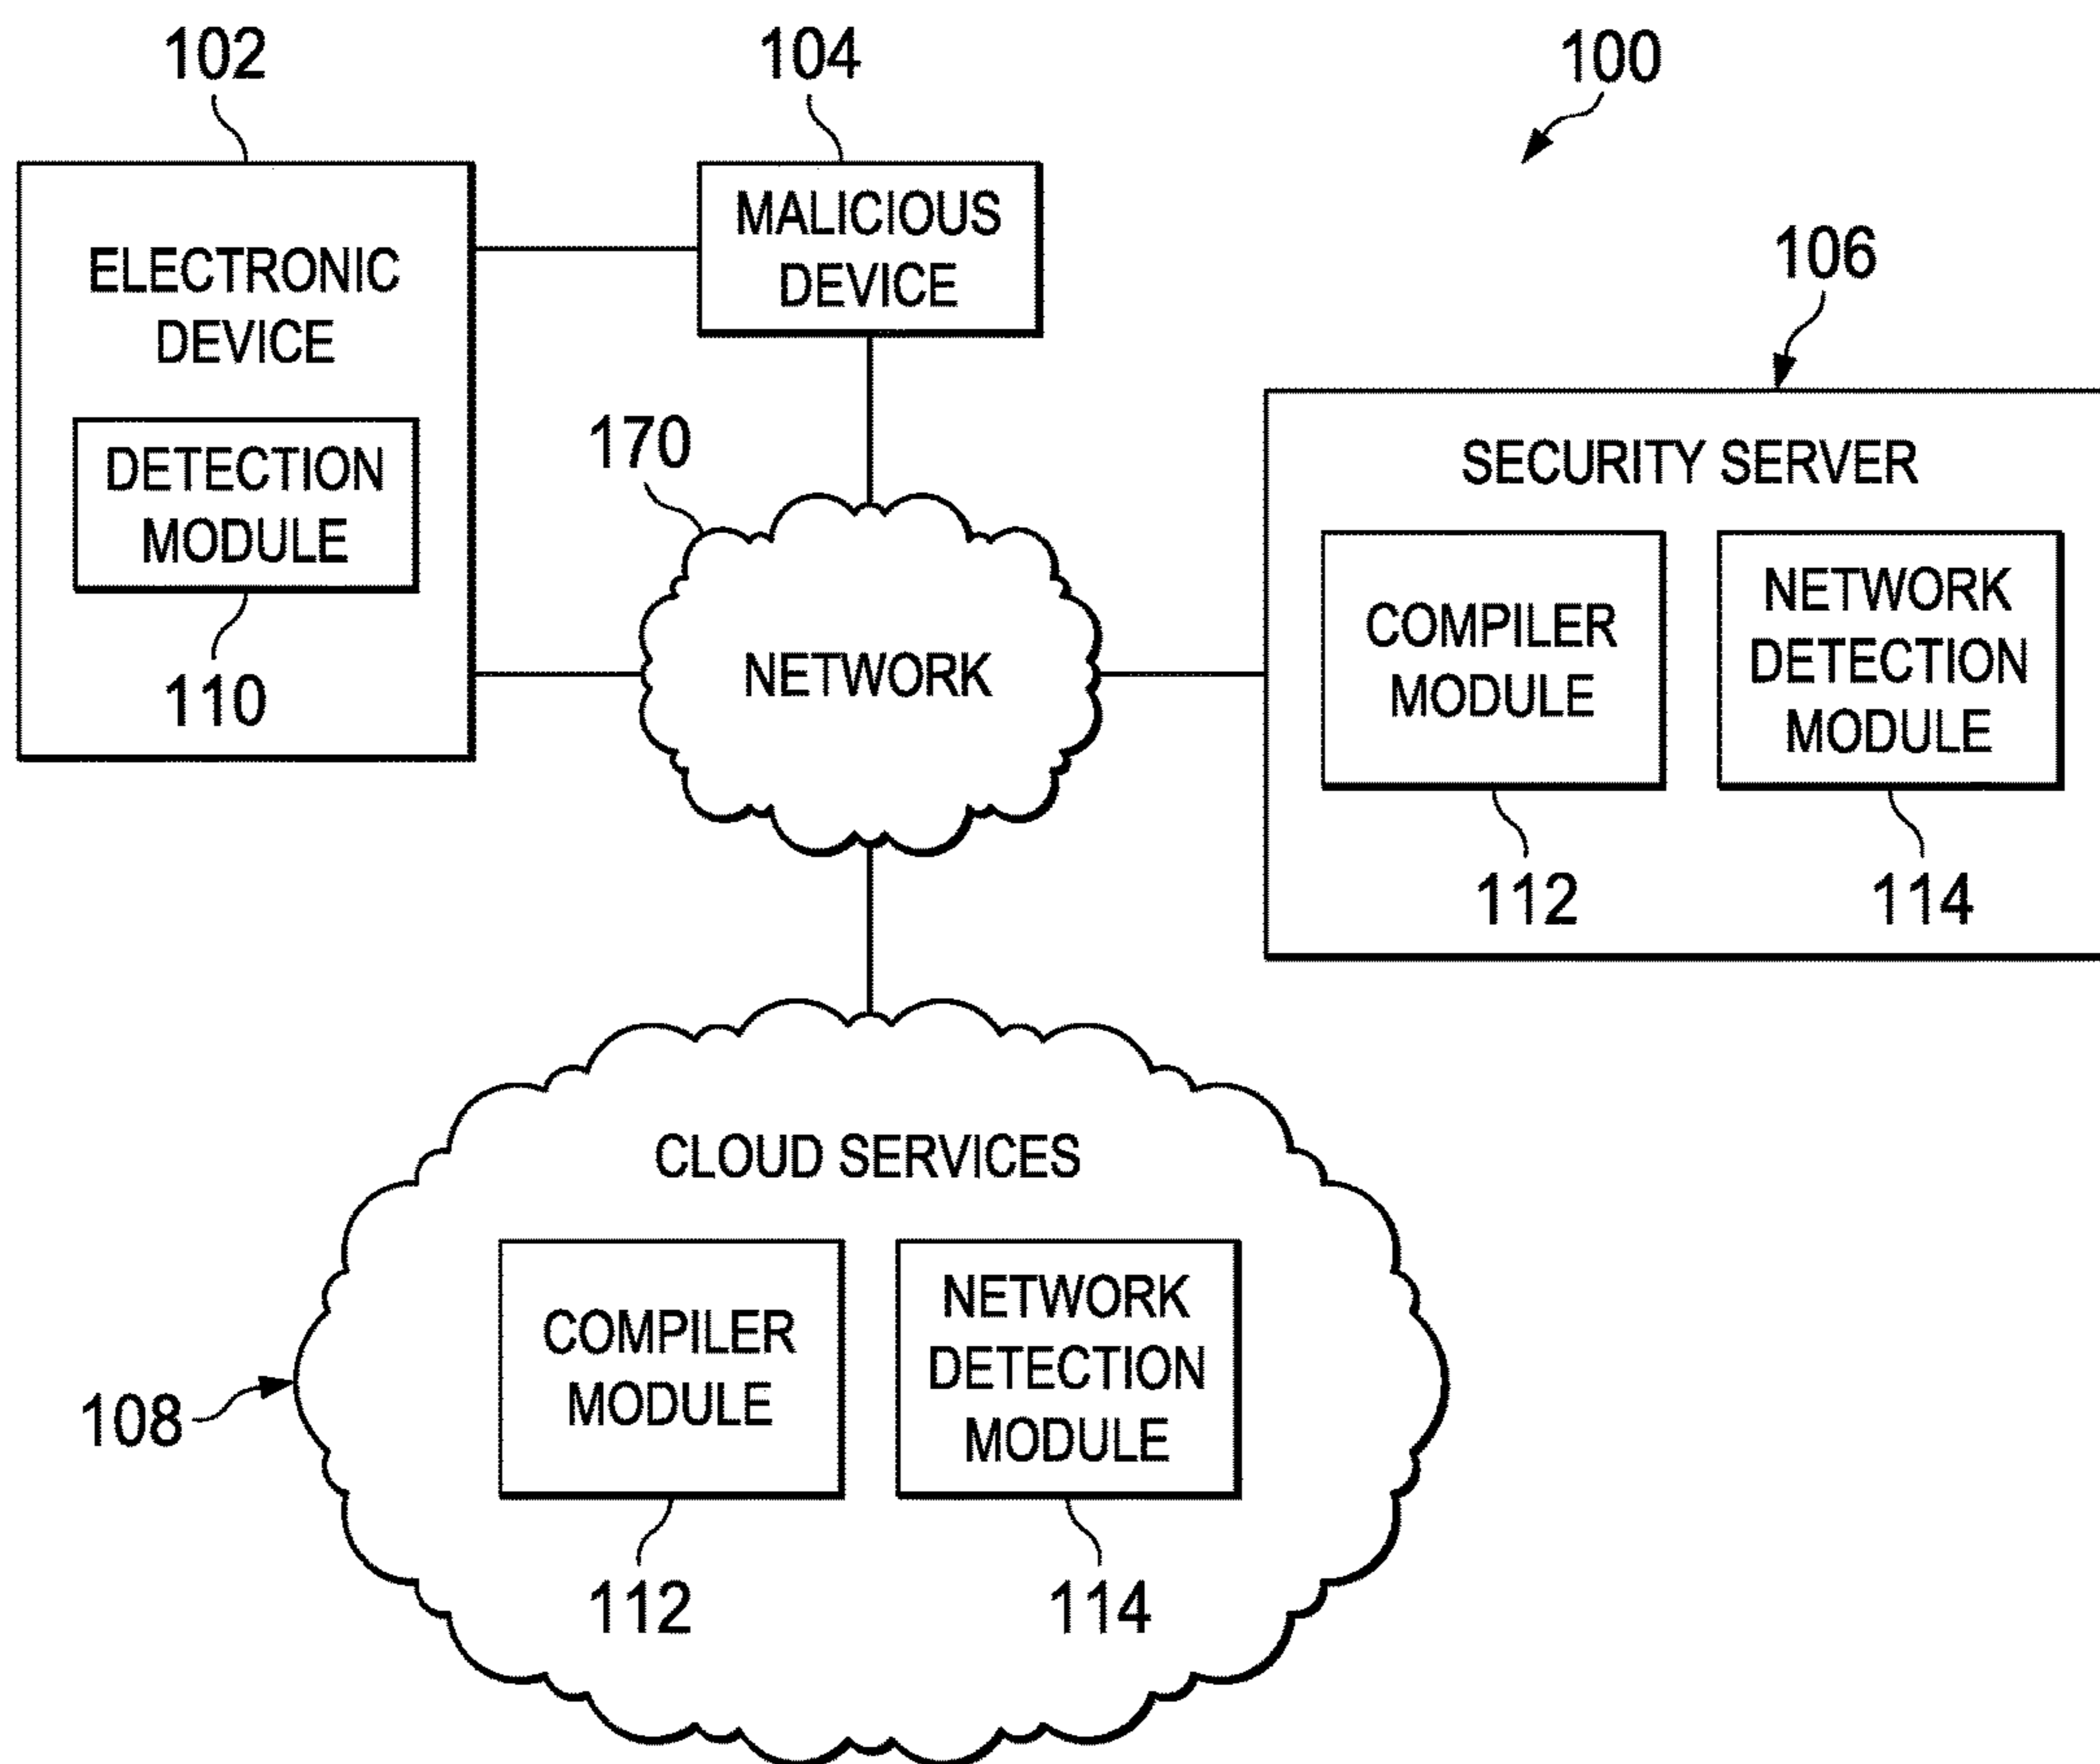 102
104
100
MALICIOUS
DEVICE
ELECTRONIC
DEVICE
106
DETECTION
MODULE
110
170
NETWORK
SECURITY SERVER
COMPILER
MODULE
NETWORK
DETECTION
MODULE
112
114
CLOUD SERVICES
COMPILER
MODULE
NETWORK
DETECTION
MODULE
108
112
114